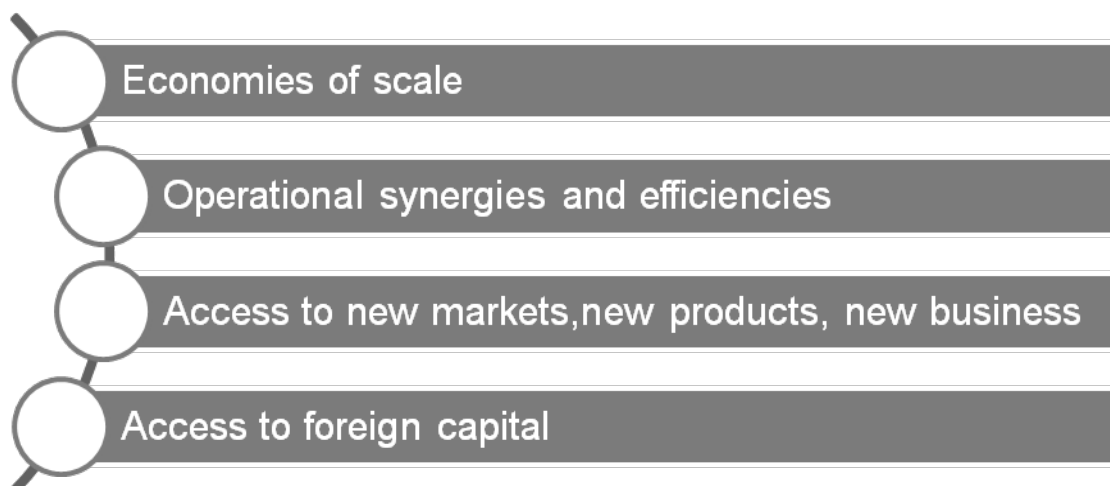 Economies of scale
Operational synergies and efficiencies
Access to new markets,new products, new business
Access to foreign capital